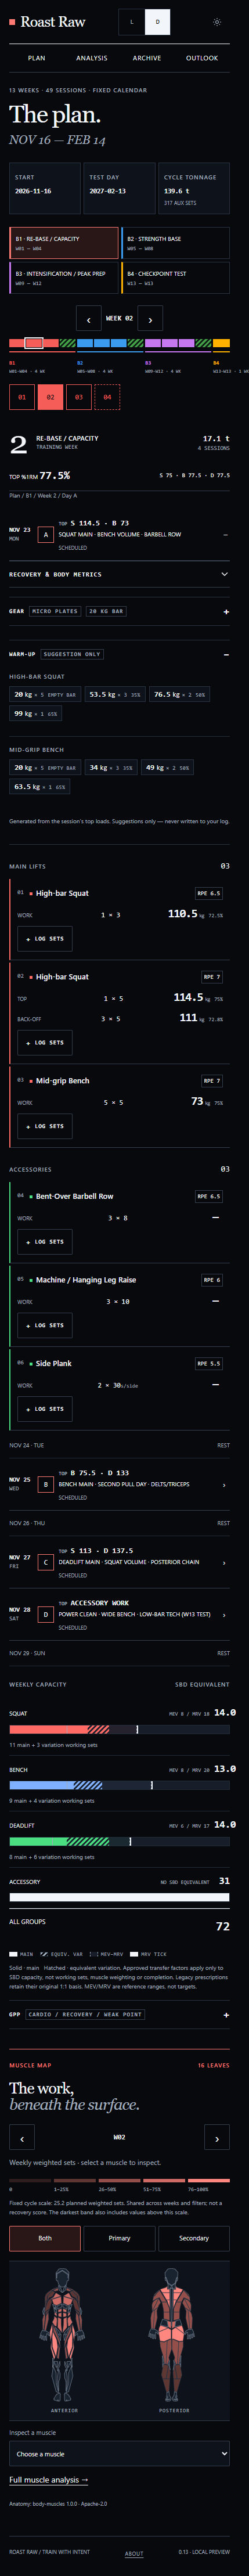 Roast Raw
L
D
PLAN
ANALYSIS
ARCHIVE
OUTLOOK
13 WEEKS · 49 SESSIONS · FIXED CALENDAR
The plan.
NOV 16 — FEB 14
START
2026-11-16
TEST DAY
2027-02-13
CYCLE TONNAGE
139.6 t
317 AUX SETS
B1 · RE-BASE / CAPACITY
W01 — W04
B2 · STRENGTH BASE
W05 — W08
B3 · INTENSIFICATION / PEAK PREP
W09 — W12
B4 · CHECKPOINT TEST
W13 — W13
‹
WEEK 02
›
B1
W01—W04 · 4 WK
B2
W05—W08 · 4 WK
B3
W09—W12 · 4 WK
B4
W13—W13 · 1 WK
01
02
03
04
2
RE-BASE / CAPACITY
TRAINING WEEK
17.1 t
4 SESSIONS
TOP %1RM 77.5%
S 75 · B 77.5 · D 77.5
Plan / B1 / Week 2 / Day A
NOV 23
MON
A
TOP S 114.5 · B 73
SQUAT MAIN · BENCH VOLUME · BARBELL ROW
SCHEDULED
−
RECOVERY & BODY METRICS
GEAR
MICRO PLATES
20 KG BAR
+
WARM-UP
SUGGESTION ONLY
−
HIGH-BAR SQUAT
20 kg × 5 EMPTY BAR
53.5 kg × 3 35%
76.5 kg × 2 50%
99 kg × 1 65%
MID-GRIP BENCH
20 kg × 5 EMPTY BAR
34 kg × 3 35%
49 kg × 2 50%
63.5 kg × 1 65%
Generated from the session's top loads. Suggestions only — never written to your log.
MAIN LIFTS
03
01
High-bar Squat
RPE 6.5
WORK
1 × 3
110.5 kg 72.5%
+ LOG SETS
02
High-bar Squat
RPE 7
TOP
1 × 5
114.5 kg 75%
BACK-OFF
3 × 5
111 kg 72.8%
+ LOG SETS
03
Mid-grip Bench
RPE 7
WORK
5 × 5
73 kg 75%
+ LOG SETS
ACCESSORIES
03
04
Bent-Over Barbell Row
RPE 6.5
WORK
3 × 8
—
+ LOG SETS
05
Machine / Hanging Leg Raise
RPE 6
WORK
3 × 10
—
+ LOG SETS
06
Side Plank
RPE 5.5
WORK
2 × 30s/side
—
+ LOG SETS
NOV 24 · TUE
REST
NOV 25
WED
B
TOP B 75.5 · D 133
BENCH MAIN · SECOND PULL DAY · DELTS/TRICEPS
SCHEDULED
›
NOV 26 · THU
REST
NOV 27
FRI
C
TOP S 113 · D 137.5
DEADLIFT MAIN · SQUAT VOLUME · POSTERIOR CHAIN
SCHEDULED
›
NOV 28
SAT
D
TOP ACCESSORY WORK
POWER CLEAN · WIDE BENCH · LOW-BAR TECH (W13 TEST)
SCHEDULED
›
NOV 29 · SUN
REST
WEEKLY CAPACITY
SBD EQUIVALENT
SQUAT
MEV 8 / MRV 18 14.0
11 main + 3 variation working sets
BENCH
MEV 8 / MRV 20 13.0
9 main + 4 variation working sets
DEADLIFT
MEV 6 / MRV 17 14.0
8 main + 6 variation working sets
ACCESSORY
NO SBD EQUIVALENT 31
ALL GROUPS
72
MAIN
EQUIV. VAR
MEV—MRV
MRV TICK
Solid · main Hatched · equivalent variation. Approved transfer factors apply only to
SBD capacity, not working sets, muscle weighting or completion. Legacy prescriptions
retain their original 1:1 basis. MEV/MRV are reference ranges, not targets.
GPP
CARDIO / RECOVERY / WEAK POINT
+
MUSCLE MAP
16 LEAVES
The work,
beneath the surface.
‹
W02
›
Weekly weighted sets · select a muscle to inspect.
0
1—25%
26—50%
51—75%
76—100%
Fixed cycle scale: 25.2 planned weighted sets. Shared across weeks and filters; not a
recovery score. The darkest band also includes values above this scale.
Both
Primary
Secondary
ANTERIOR
POSTERIOR
Inspect a muscle
Choose a muscle
Full muscle analysis →
Anatomy: body-muscles 1.0.0 · Apache-2.0
ROAST RAW / TRAIN WITH INTENT
ABOUT
0.13 · LOCAL PREVIEW